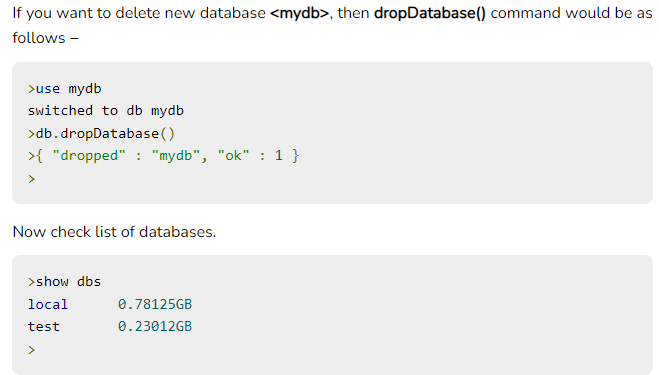 If you want to delete new database <mydb>, then dropDatabase() command would be as
follows −
>use mydb
switched to db mydb
>db.dropDatabase()
>{ "dropped" : "mydb", "ok" : 1 }
>
Now check list of databases.
>show dbs
local      0.78125GB
test       0.23012GB
>